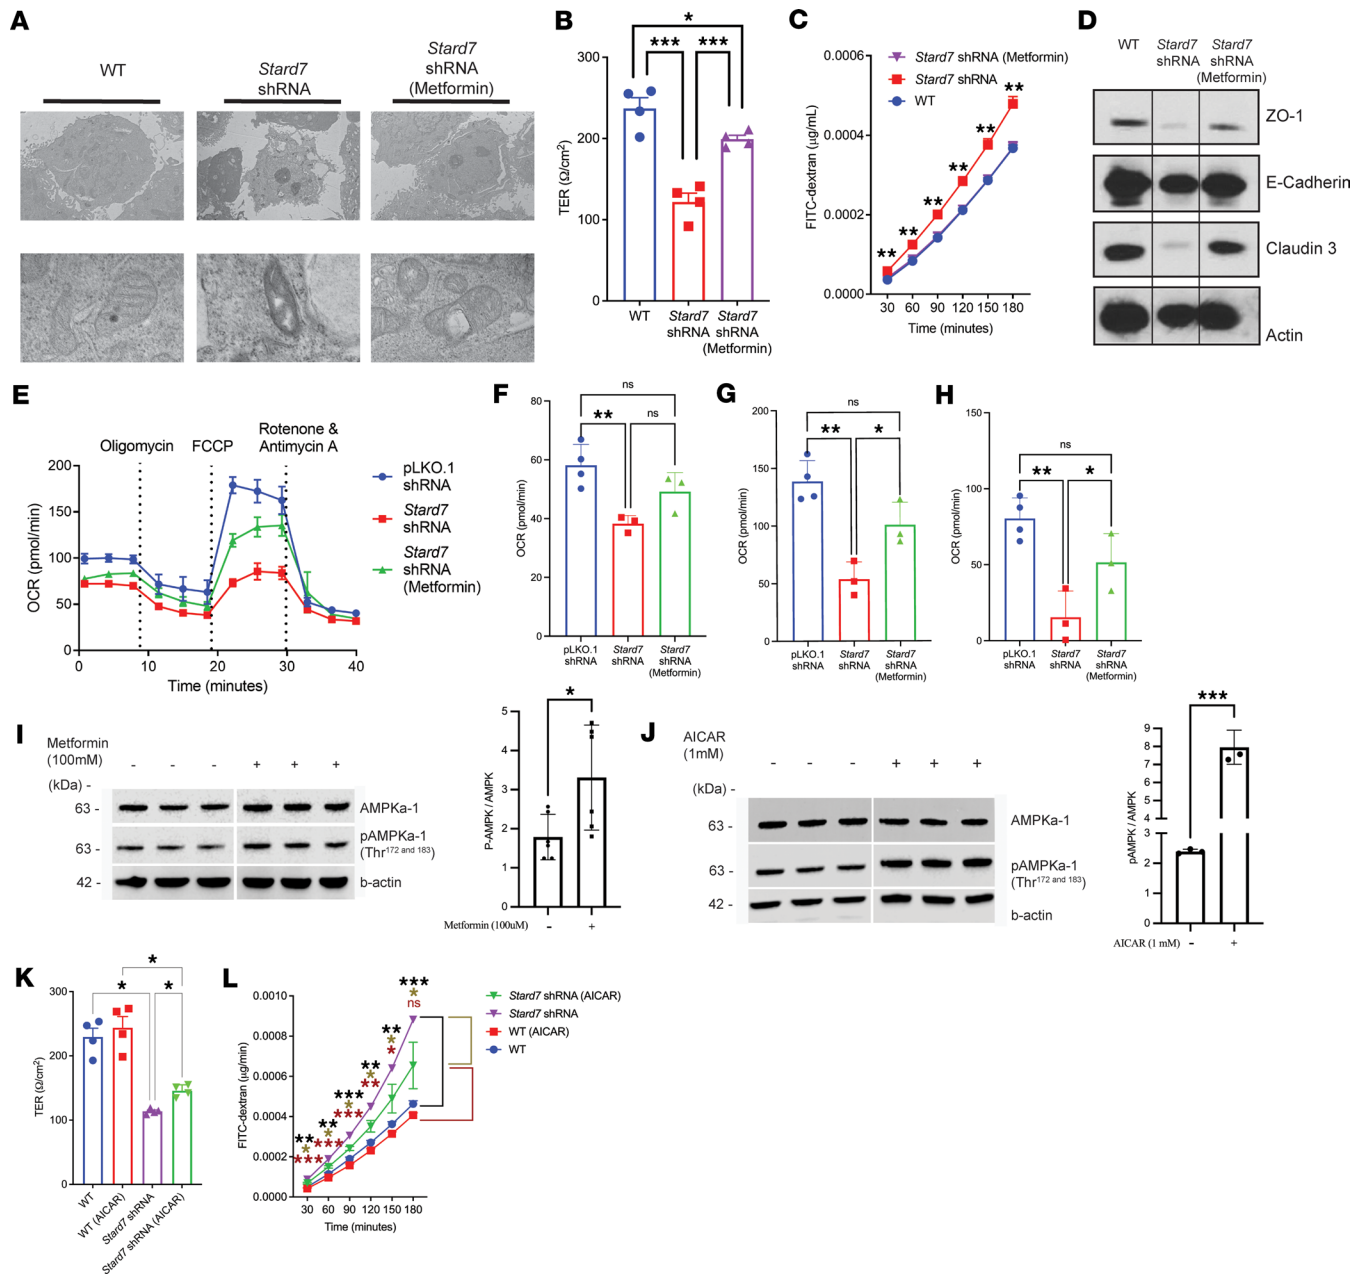 A
WT
Stard7
shRNA
Stard7
shRNA
(Metformin)
B
*
*** ***
300
200
100
0
TER (Ω/cm²)
WT
Stard7
shRNA
Stard7
shRNA
(Metformin)
C
0.0006
0.0004
0.0002
0.0000
FITC-dextran (µg/mL)
Stard7 shRNA (Metformin)
Stard7 shRNA
WT
** ** ** ** ** **
30 60 90 120 150 180
Time (minutes)
D
WT
Stard7
shRNA
Stard7
shRNA
(Metformin)
ZO-1
E-Cadherin
Claudin 3
Actin
E
Oligomycin
FCCP
Rotenone &
Antimycin A
200
150
100
50
0
OCR (pmol/min)
0 10 20 30 40
Time (minutes)
pLKO.1
shRNA
Stard7
shRNA
Stard7
shRNA
(Metformin)
F
ns
** ns
80
60
40
20
0
OCR (pmol/min)
pLKO.1
shRNA
Stard7
shRNA
Stard7
shRNA
(Metformin)
G
ns
** *
200
150
100
50
0
OCR (pmol/min)
pLKO.1
shRNA
Stard7
shRNA
Stard7
shRNA
(Metformin)
H
ns
** *
150
100
50
0
OCR (pmol/min)
pLKO.1
shRNA
Stard7
shRNA
Stard7
shRNA
(Metformin)
I
Metformin
(100mM)
- - - + + +
(kDa) -
63 -
63 -
42 -
AMPKa-1
pAMPKa-1
(Thr172 and 183)
b-actin
*
5
4
3
2
1
0
P-AMPK / AMPK
Metformin (100uM) - +
J
AICAR
(1mM)
- - - + + +
(kDa) -
63 -
63 -
42 -
AMPKa-1
pAMPKa-1
(Thr172 and 183)
b-actin
***
9
8
7
6
5
4
3
2
1
0
pAMPK / AMPK
AICAR (1 mM) - +
K
*
* *
300
200
100
0
TER (Ω/cm²)
WT
WT (AICAR)
Stard7 shRNA
Stard7 shRNA (AICAR)
L
0.0010
0.0008
0.0006
0.0004
0.0002
0.0000
FITC-dextran (µg/min)
** ** *** ** ** ***
* * * * * *
*** *** *** ** * ns
30 60 90 120 150 180
Time (minutes)
Stard7 shRNA (AICAR)
Stard7 shRNA
WT (AICAR)
WT